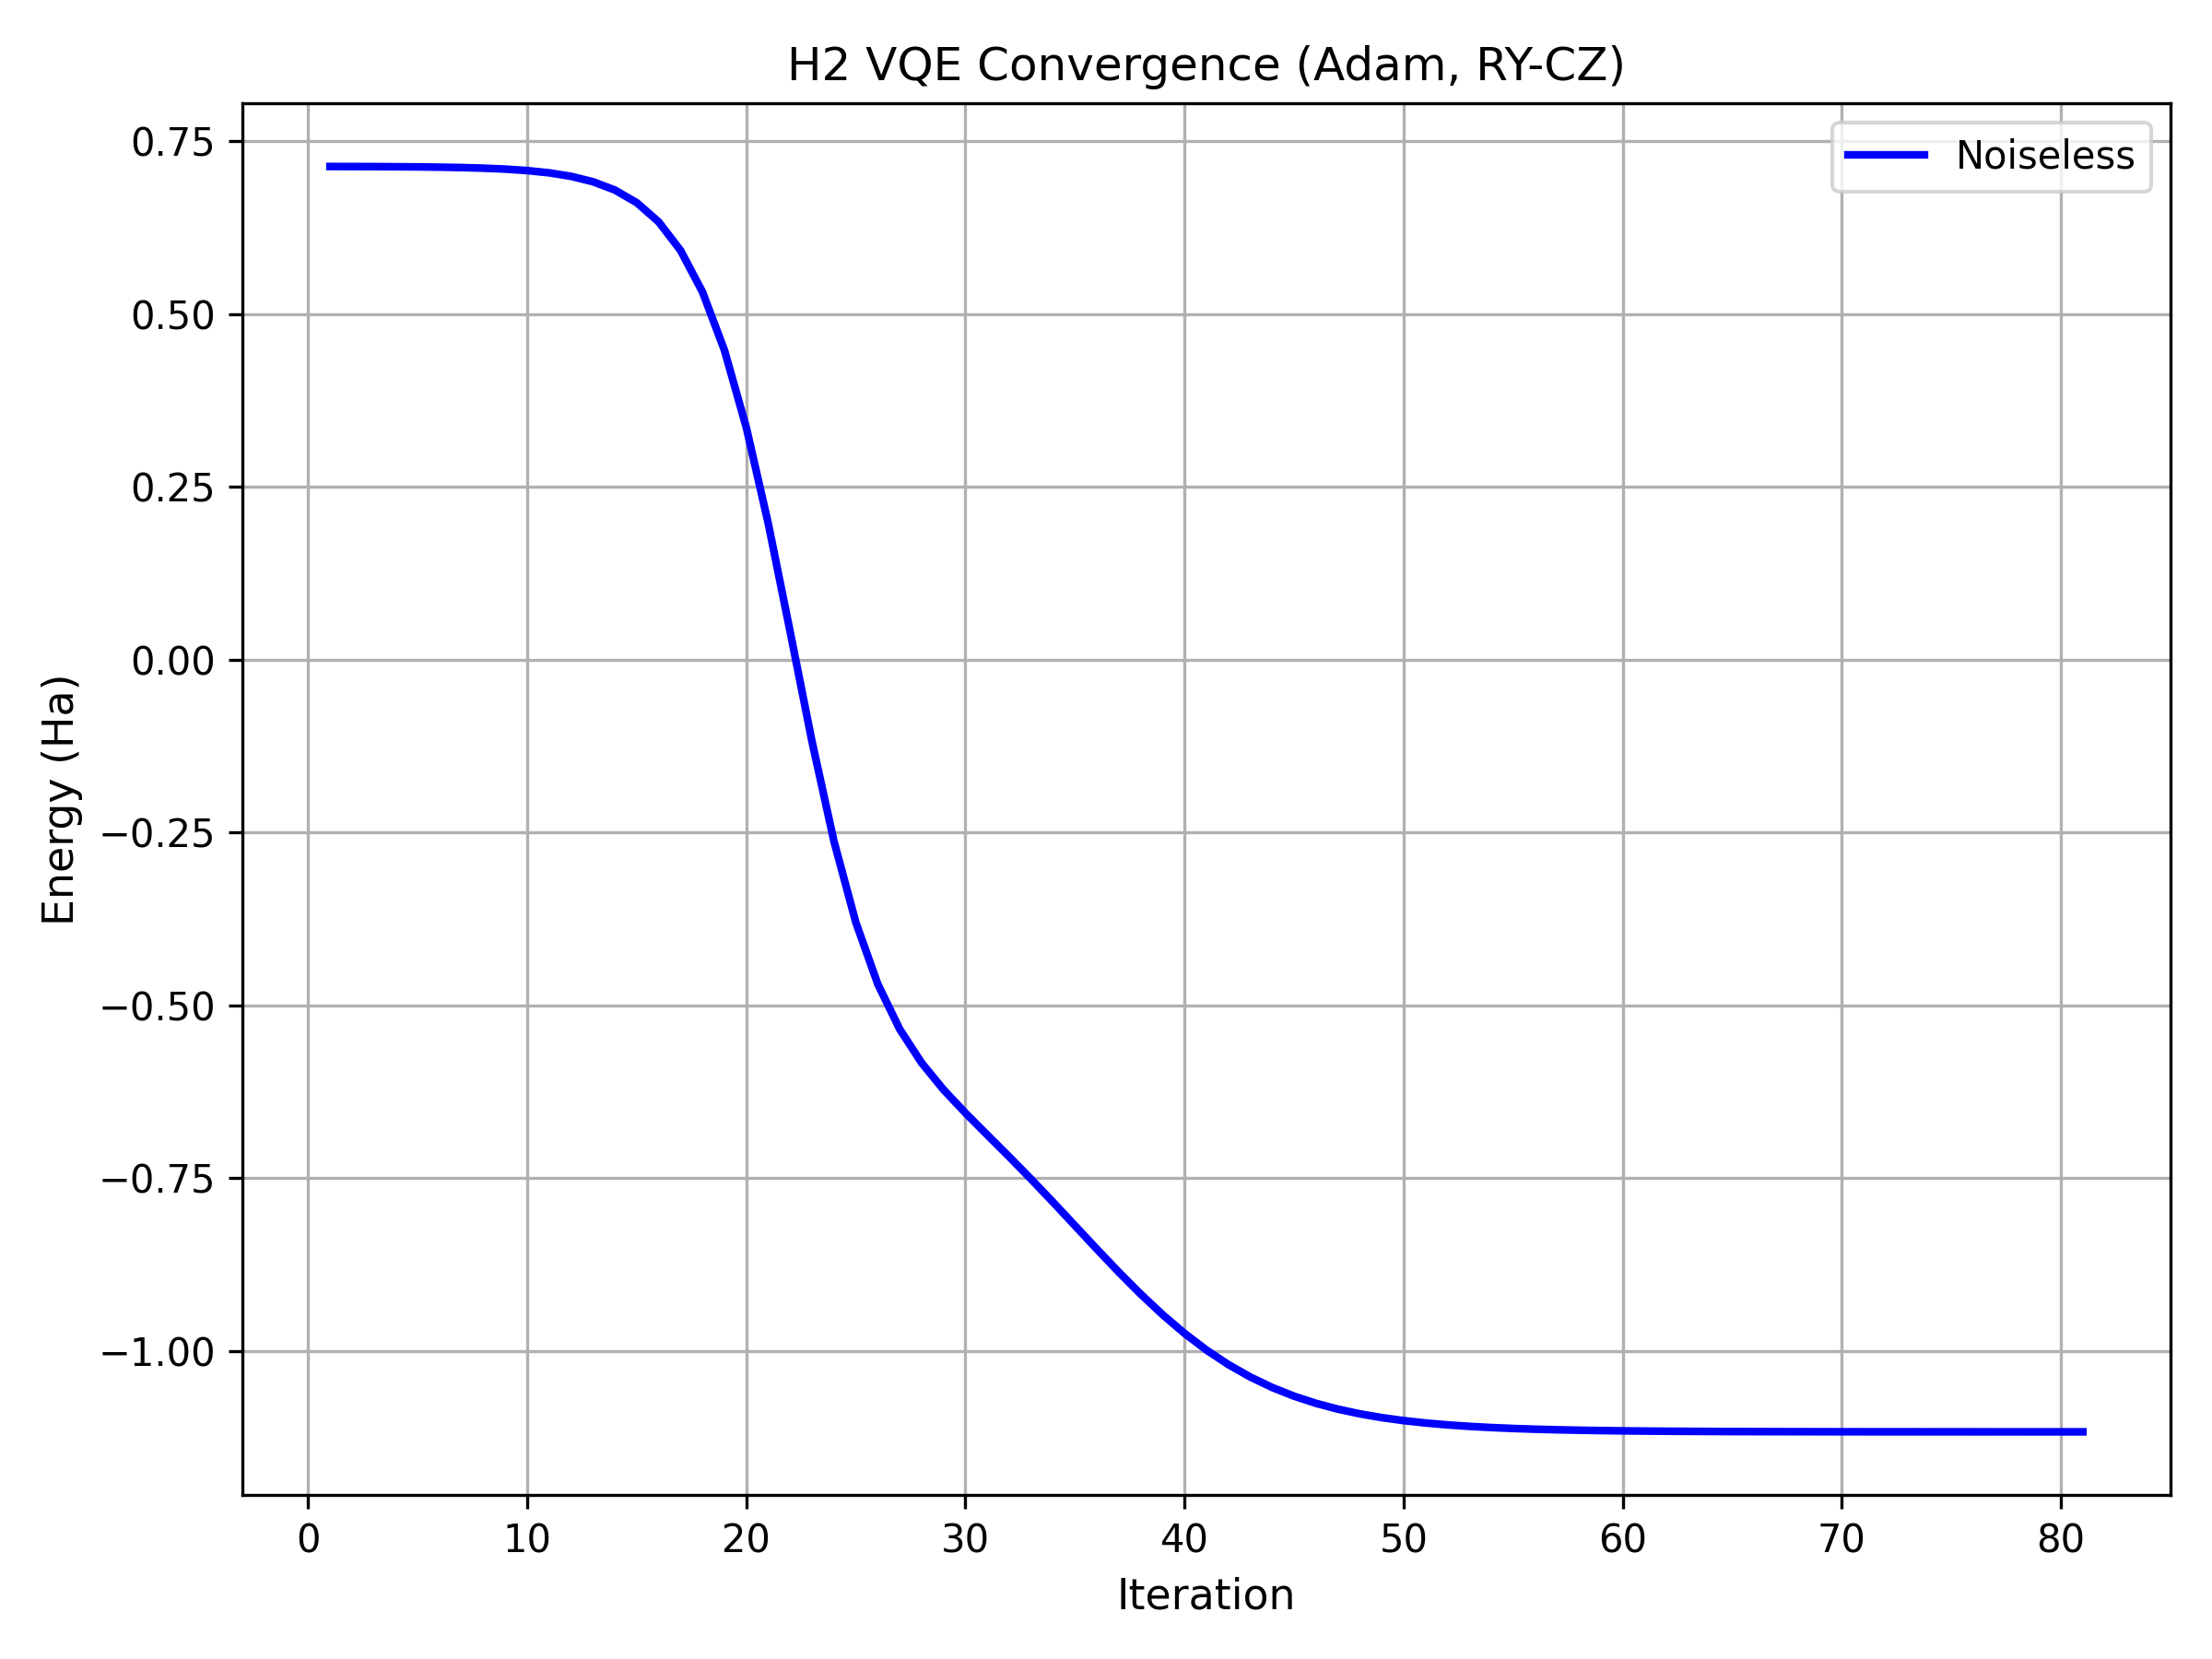 H2 VQE Convergence (Adam, RY-CZ)
Noiseless
Energy (Ha)
0.75
0.50
0.25
0.00
−0.25
−0.50
−0.75
−1.00
0 10 20 30 40 50 60 70 80
Iteration